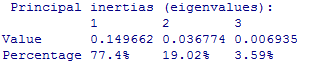 Principal inertias (eigenvalues):
1 2 3
Value 0.149662 0.036774 0.006935
Percentage 77.4% 19.02% 3.59%